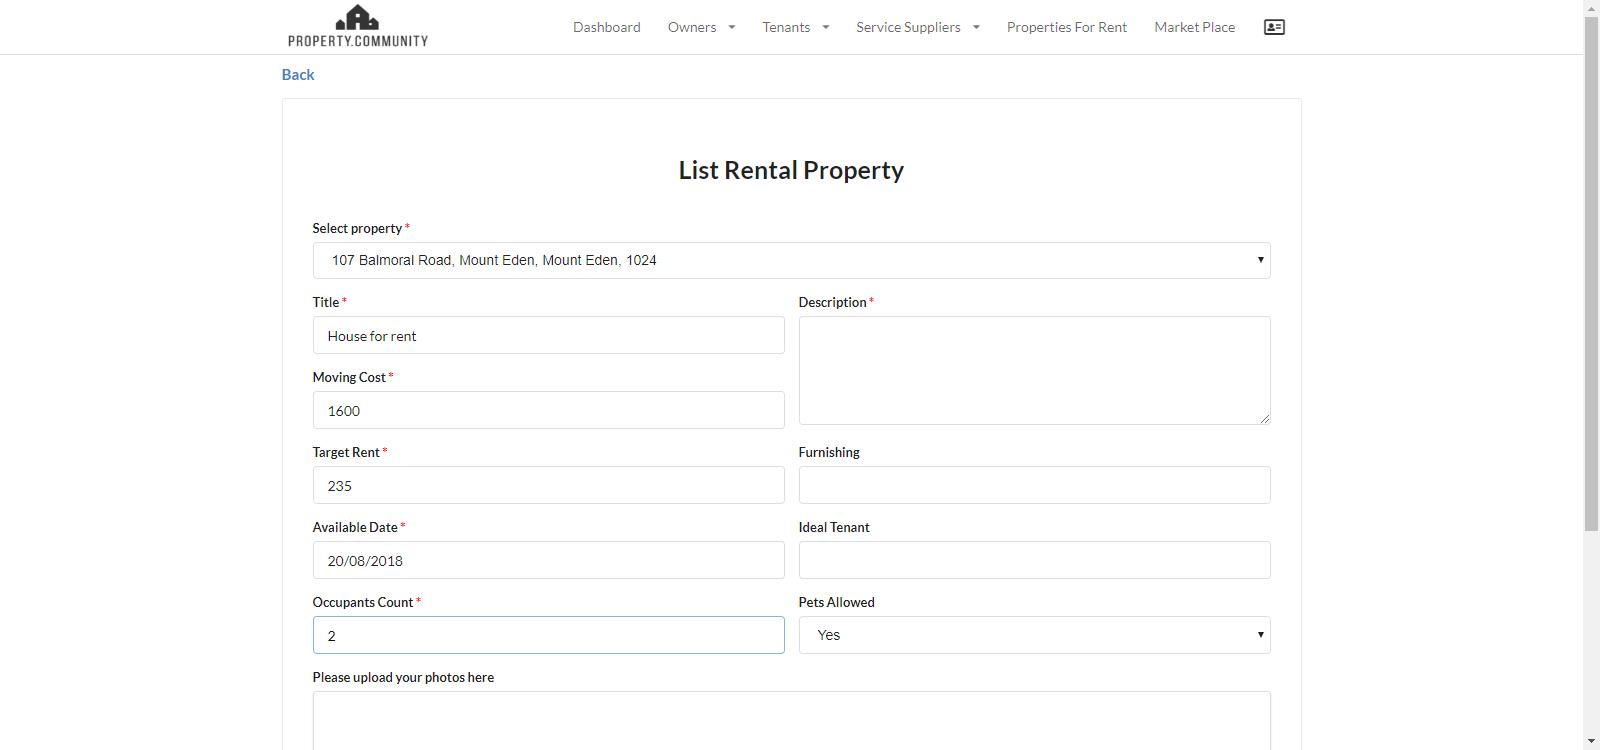 PROPERTY.COMMUNITY
Dashboard Owners Tenants Service Suppliers Properties For Rent Market Place
Back
List Rental Property
Select property *
107 Balmoral Road, Mount Eden, Mount Eden, 1024
Title * Description *
House for rent
Moving Cost *
1600
Target Rent * Furnishing
235
Available Date * Ideal Tenant
20/08/2018
Occupants Count * Pets Allowed
2 Yes
Please upload your photos here